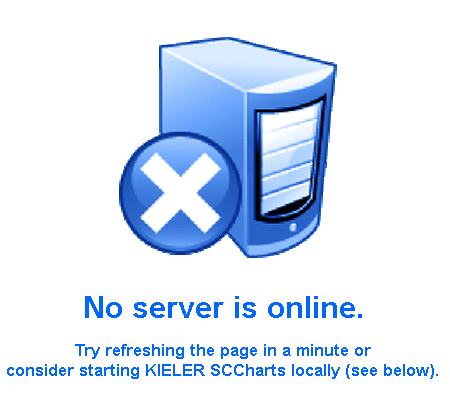 No server is online.
Try refreshing the page in a minute or
consider starting KIELER SCCharts locally (see below).